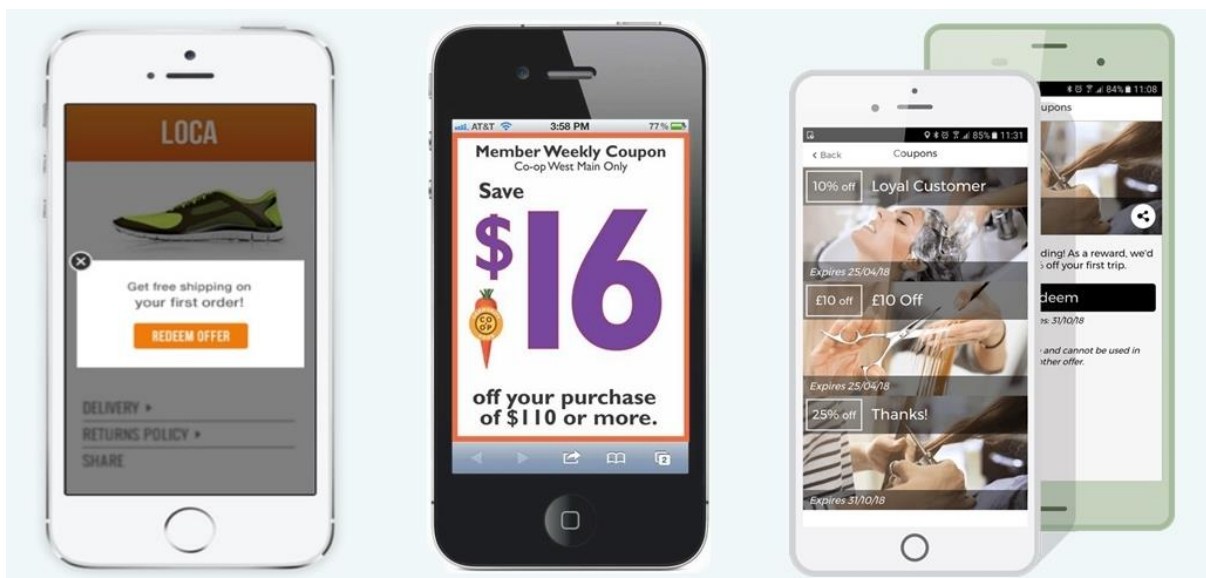 LOCA
Get free shipping on
your first order!
REDEEM OFFER
DELIVERY
RETURNS POLICY
SHARE
AT&T 3:58 PM 77%
Member Weekly Coupon
Co-op West Main Only
Save
$16
CO
OP
off your purchase
of $110 or more.
2
85% 11:31
< Back Coupons
10% off Loyal Customer
Expires 25/04/18
£10 off £10 Off
Expires 25/04/18
25% off Thanks!
Expires 31/10/18
84% 11:08
upons
ding! As a reward, we'd
% off your first trip.
deem
es: 31/10/18
and cannot be used in
other offer.